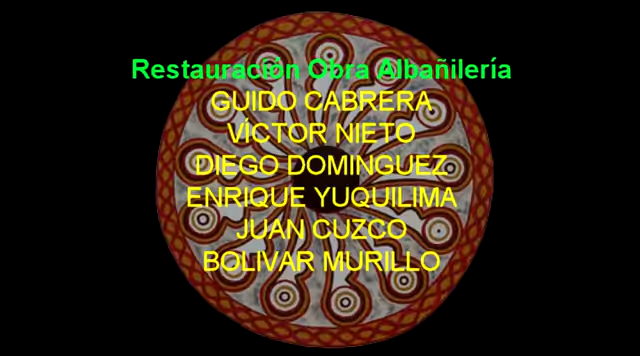 Restauración Obra Albañilería
GUIDO CABRERA
VÍCTOR NIETO
DIEGO DOMINGUEZ
ENRIQUE YUQUILIMA
JUAN CUZCO
BOLIVAR MURILLO